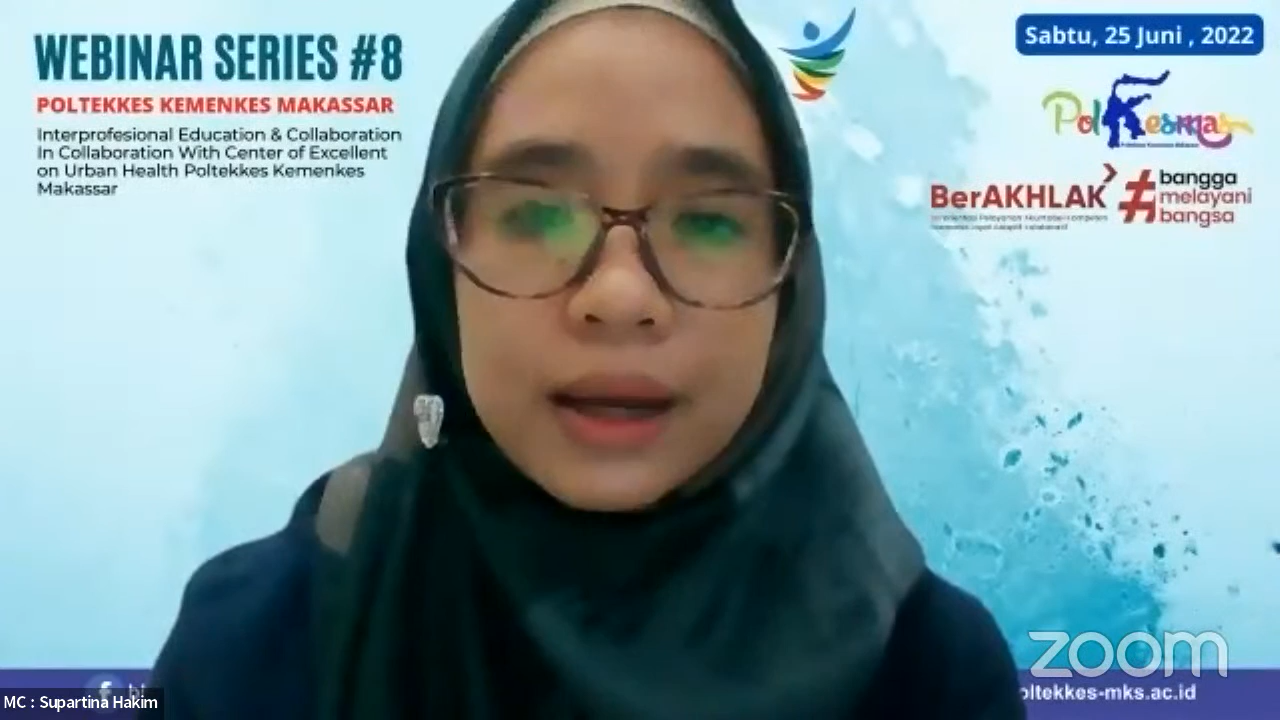 WEBINAR SERIES #8
POLTEKKES KEMENKES MAKASSAR
Interprofesional Education & Collaboration
In Collaboration With Center of Excellent
on Urban Health Poltekkes Kemenkes
Makassar
Sabtu, 25 Juni , 2022
Polkesmas
BerAKHLAK
#bangga
melayani
bangsa
zoom
oltekkes-mks.ac.id
MC : Supartina Hakim